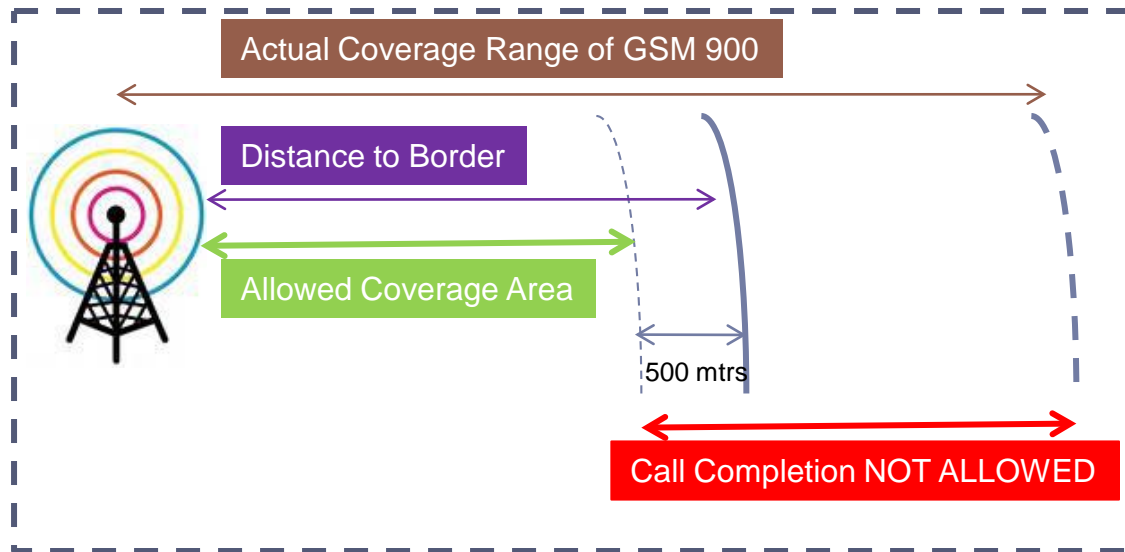 Actual Coverage Range of GSM 900
Distance to Border
Allowed Coverage Area
500 mtrs
Call Completion NOT ALLOWED